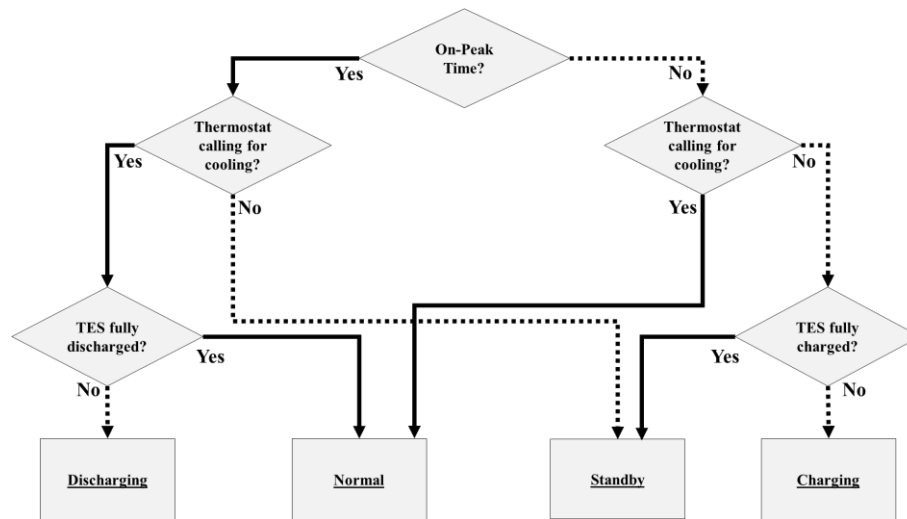 On-Peak
Time?
Yes
No
Thermostat
calling for
cooling?
Thermostat
calling for
cooling?
Yes
No
No
Yes
TES fully
discharged?
TES fully
charged?
Yes
Yes
No
No
Discharging
Normal
Standby
Charging